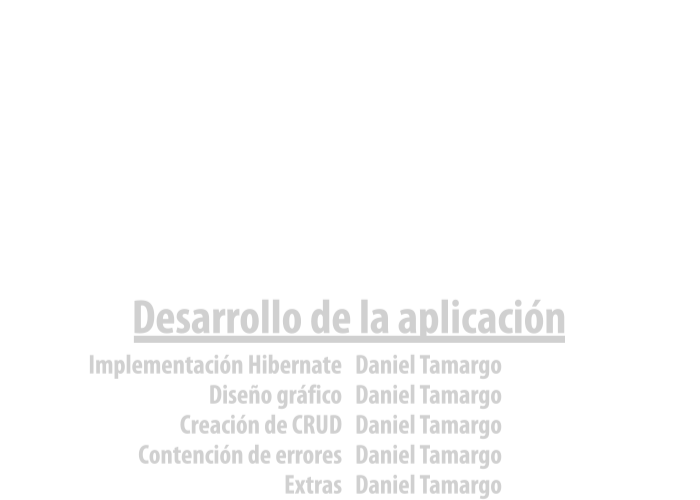 Desarrollo de la aplicación
Implementación Hibernate Daniel Tamargo
Diseño gráfico Daniel Tamargo
Creación de CRUD Daniel Tamargo
Contención de errores Daniel Tamargo
Extras Daniel Tamargo